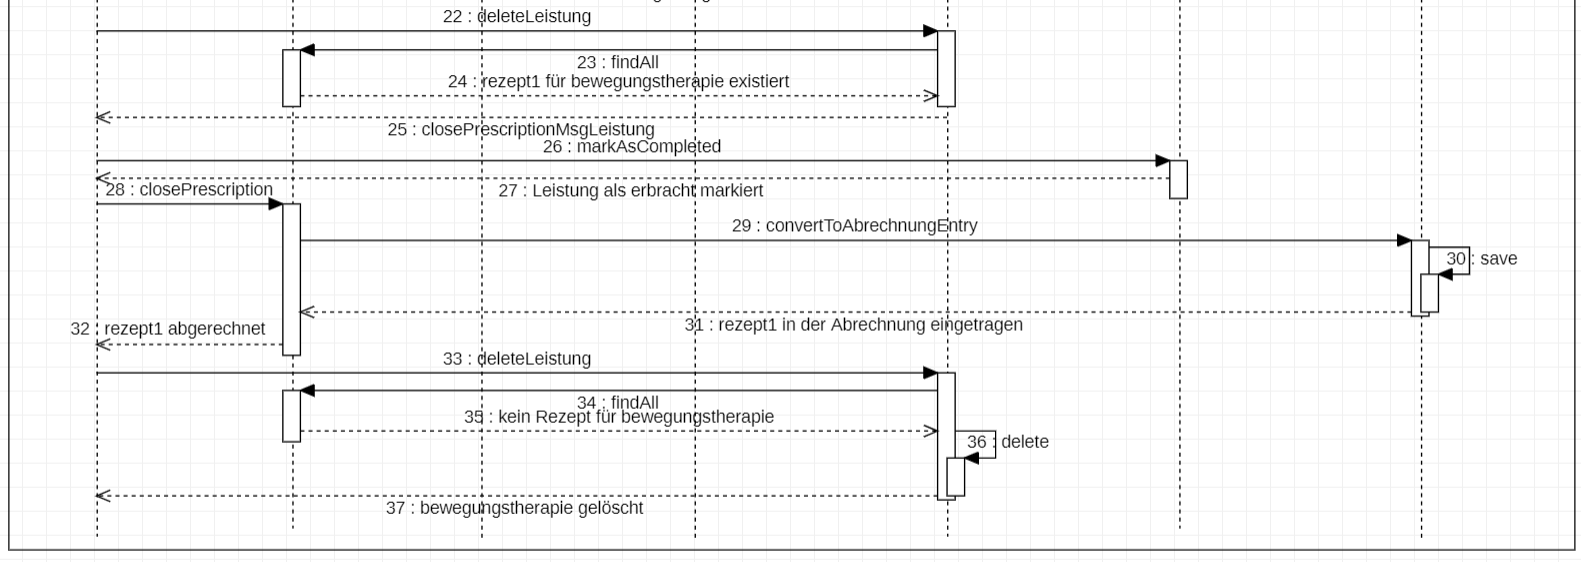 22 : deleteLeistung
23 : findAll
24 : rezept1 für bewegungstherapie existiert
25 : closePrescriptionMsgLeistung
26 : markAsCompleted
27 : Leistung als erbracht markiert
28 : closePrescription
29 : convertToAbrechnungEntry
30 : save
31 : rezept1 in der Abrechnung eingetragen
32 : rezept1 abgerechnet
33 : deleteLeistung
34 : findAll
35 : kein Rezept für bewegungstherapie
36 : delete
37 : bewegungstherapie gelöscht